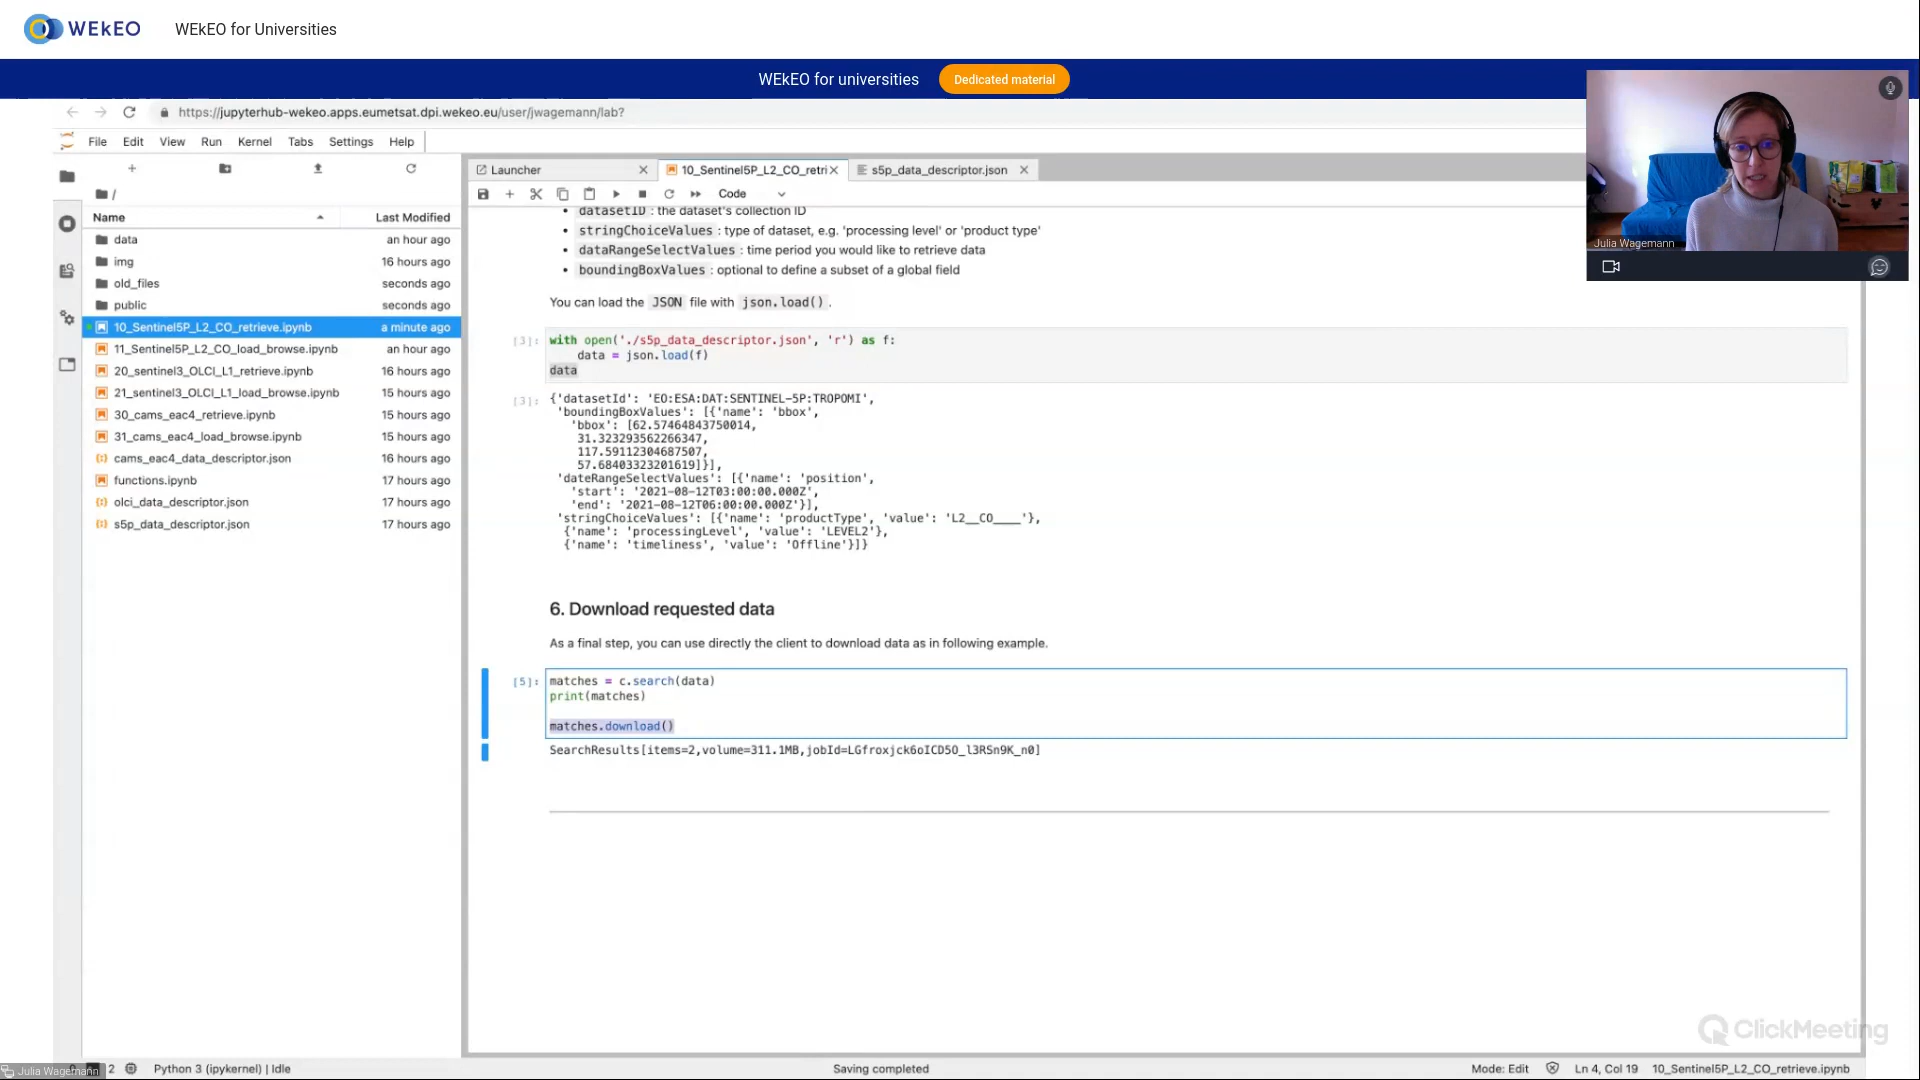 WEkEO
WEkEO for Universities
WEkEO for universities
Dedicated material
https://jupyterhub-wekeo.apps.eumetsat.dpi.wekeo.eu/user/jwagemann/lab?
File Edit View Run Kernel Tabs Settings Help
/
Name Last Modified
data an hour ago
img 16 hours ago
old_files seconds ago
public seconds ago
10_Sentinel5P_L2_CO_retrieve.ipynb a minute ago
11_Sentinel5P_L2_CO_load_browse.ipynb an hour ago
20_sentinel3_OLCI_L1_retrieve.ipynb 16 hours ago
21_sentinel3_OLCI_L1_load_browse.ipynb 15 hours ago
30_cams_eac4_retrieve.ipynb 15 hours ago
31_cams_eac4_load_browse.ipynb 15 hours ago
cams_eac4_data_descriptor.json 16 hours ago
functions.ipynb 17 hours ago
olci_data_descriptor.json 17 hours ago
s5p_data_descriptor.json 17 hours ago
Launcher
10_Sentinel5P_L2_CO_retri
s5p_data_descriptor.json
Code
• datasetID : the dataset's collection ID
• stringChoiceValues : type of dataset, e.g. 'processing level' or 'product type'
• dataRangeSelectValues : time period you would like to retrieve data
• boundingBoxValues : optional to define a subset of a global field
You can load the JSON file with json.load() .
[3]: with open('./s5p_data_descriptor.json', 'r') as f:
data = json.load(f)
data
[3]: {'datasetId': 'EO:ESA:DAT:SENTINEL-5P:TROPOMI',
'boundingBoxValues': [{'name': 'bbox',
'bbox': [62.57464843750014,
31.323293562266347,
117.59112304687507,
57.68403323201619]}],
'dateRangeSelectValues': [{'name': 'position',
'start': '2021-08-12T03:00:00.000Z',
'end': '2021-08-12T06:00:00.000Z'}],
'stringChoiceValues': [{'name': 'productType', 'value': 'L2__CO____'},
{'name': 'processingLevel', 'value': 'LEVEL2'},
{'name': 'timeliness', 'value': 'Offline'}]}
6. Download requested data
As a final step, you can use directly the client to download data as in following example.
[5]: matches = c.search(data)
print(matches)
matches.download()
SearchResults[items=2,volume=311.1MB,jobId=LGfroxjck6oICD5O_l3RSn9K_n0]
Julia Wagemann
ClickMeeting
Julia Wagemann
2
Python 3 (ipykernel) | Idle
Saving completed
Mode: Edit
Ln 4, Col 19
10_Sentinel5P_L2_CO_retrieve.ipynb